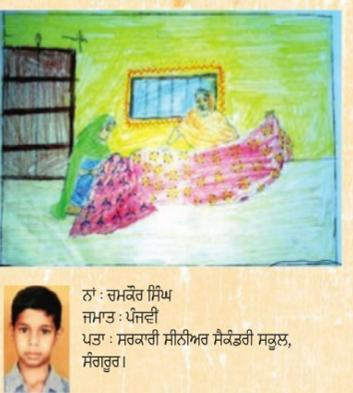 ਨਾਂ : ਚਮਕੌਰ ਸਿੰਘ
ਜਮਾਤ : ਪੰਜਵੀਂ
ਪਤਾ : ਸਰਕਾਰੀ ਸੀਨੀਅਰ ਸੈਕੰਡਰੀ ਸਕੂਲ,
ਸੰਗਰੂਰ।